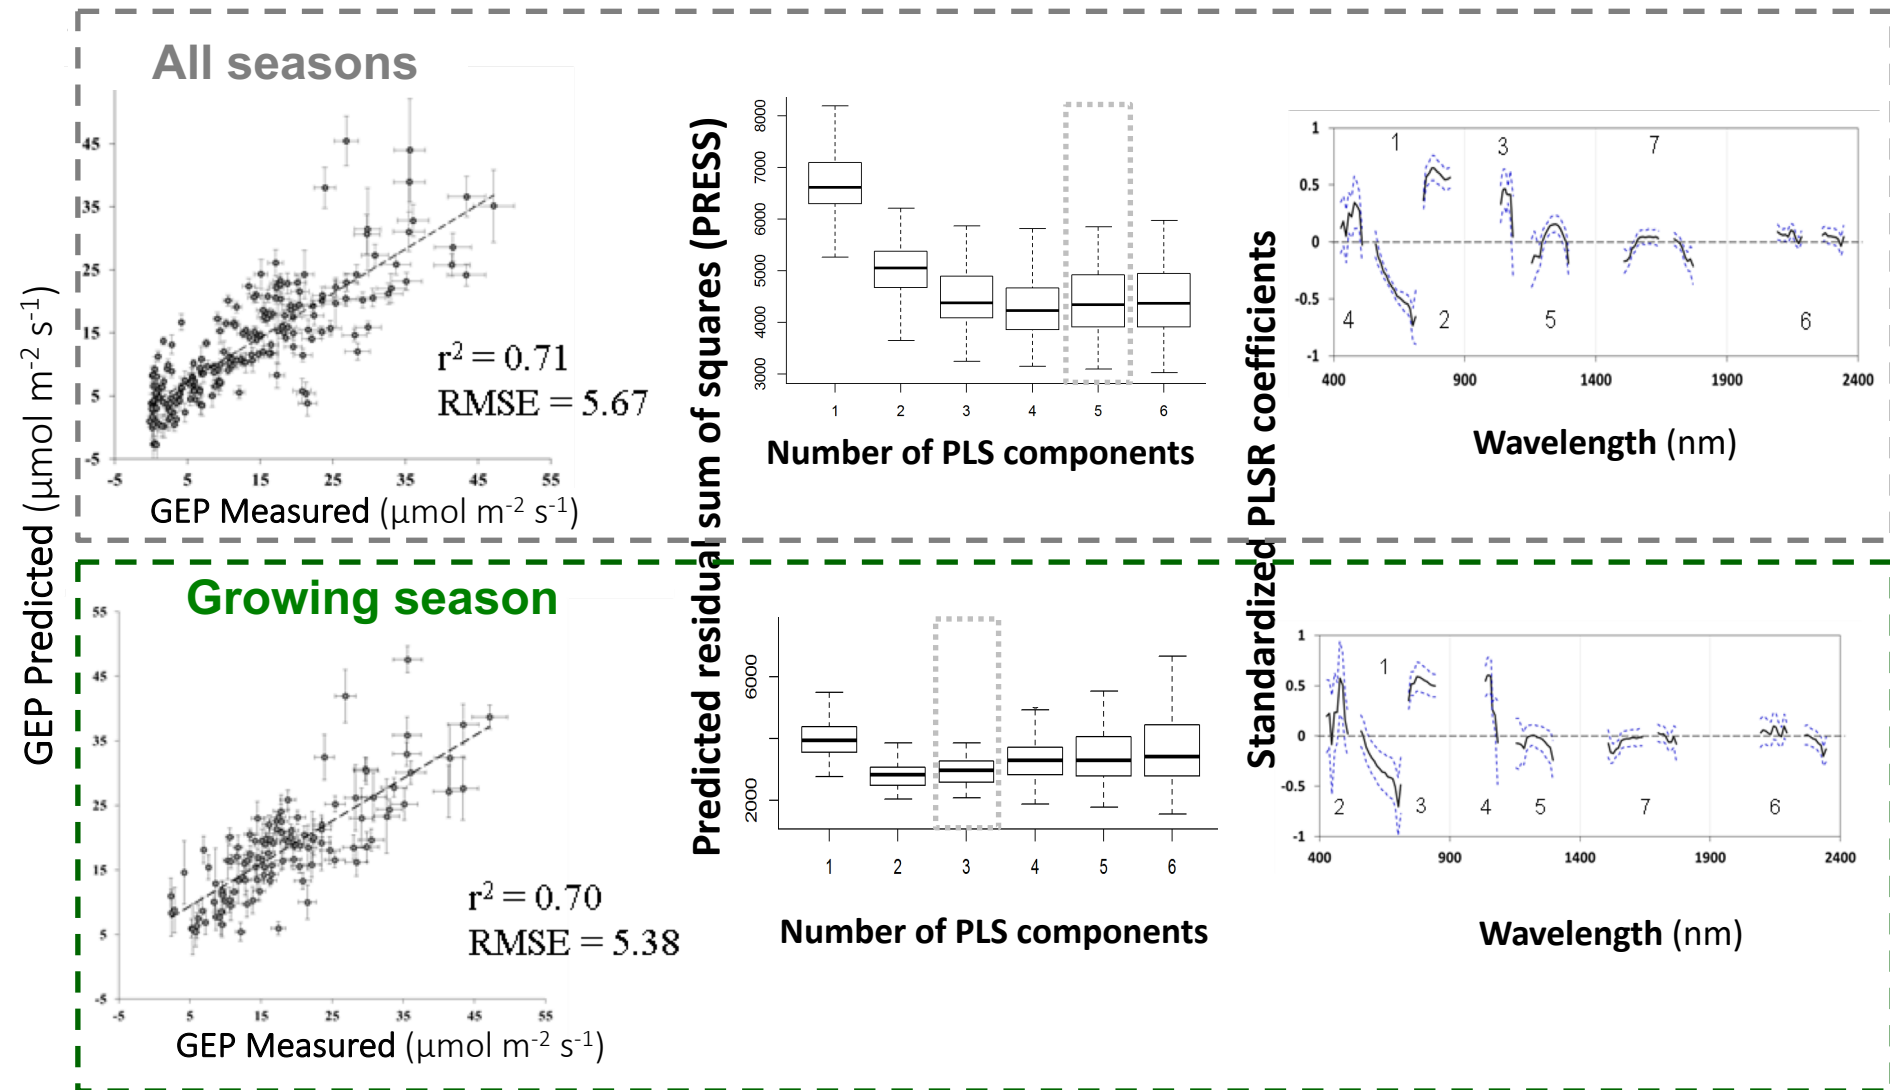 All seasons
GEP Predicted (µmol m-2 s-1)
45
35
25
15
5
-5
-5 5 15 25 35 45 55
r2 = 0.71
RMSE = 5.67
GEP Measured (µmol m-2 s-1)
Predicted residual sum of squares (PRESS)
8000
7000
6000
5000
4000
3000
1 2 3 4 5 6
Number of PLS components
Standardized PLSR coefficients
1
0.5
0
-0.5
-1
1 3 7
4 2 5 6
400 900 1400 1900 2400
Wavelength (nm)
Growing season
55
45
35
25
15
5
-5
-5 5 15 25 35 45 55
r2 = 0.70
RMSE = 5.38
GEP Measured (µmol m-2 s-1)
6000
2000
1 2 3 4 5 6
Number of PLS components
1
0.5
0
-0.5
-1
1
2 3 4 5 7 6
400 900 1400 1900 2400
Wavelength (nm)